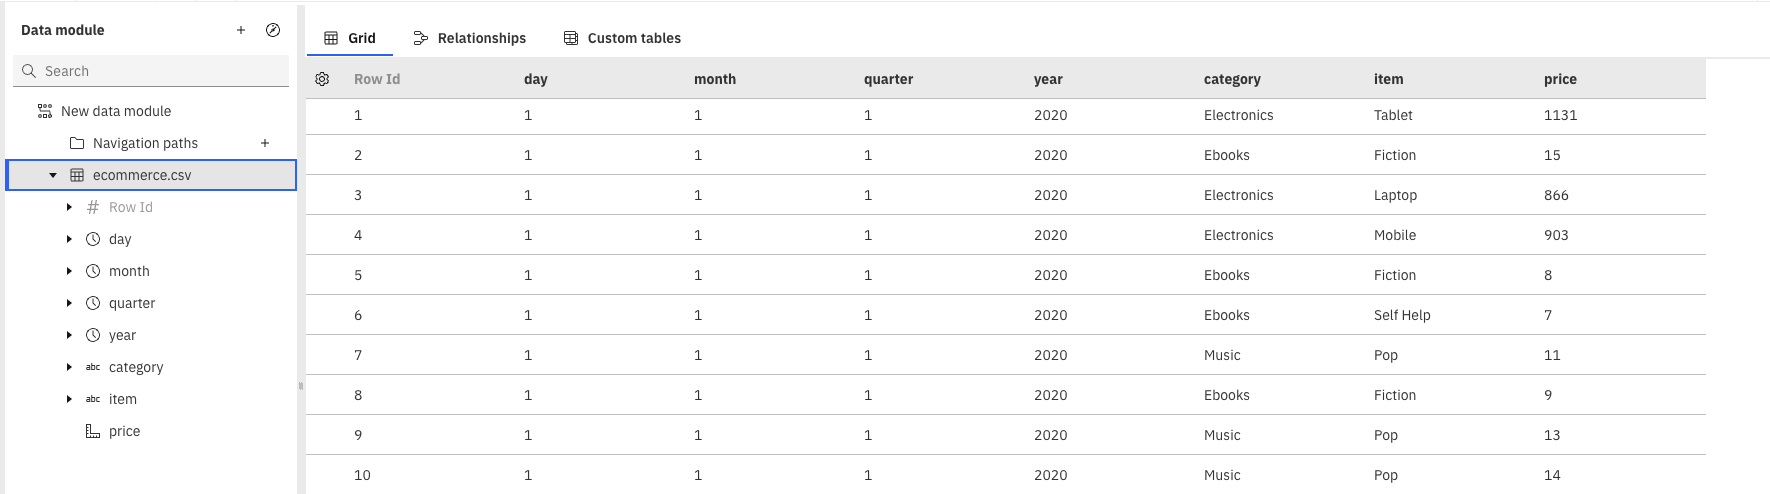 Data module
Search
New data module
Navigation paths
ecommerce.csv
# Row Id
day
month
quarter
year
abc category
abc item
price
Grid Relationships Custom tables
Row Id day month quarter year category item price
1 1 1 1 2020 Electronics Tablet 1131
2 1 1 1 2020 Ebooks Fiction 15
3 1 1 1 2020 Electronics Laptop 866
4 1 1 1 2020 Electronics Mobile 903
5 1 1 1 2020 Ebooks Fiction 8
6 1 1 1 2020 Ebooks Self Help 7
7 1 1 1 2020 Music Pop 11
8 1 1 1 2020 Ebooks Fiction 9
9 1 1 1 2020 Music Pop 13
10 1 1 1 2020 Music Pop 14